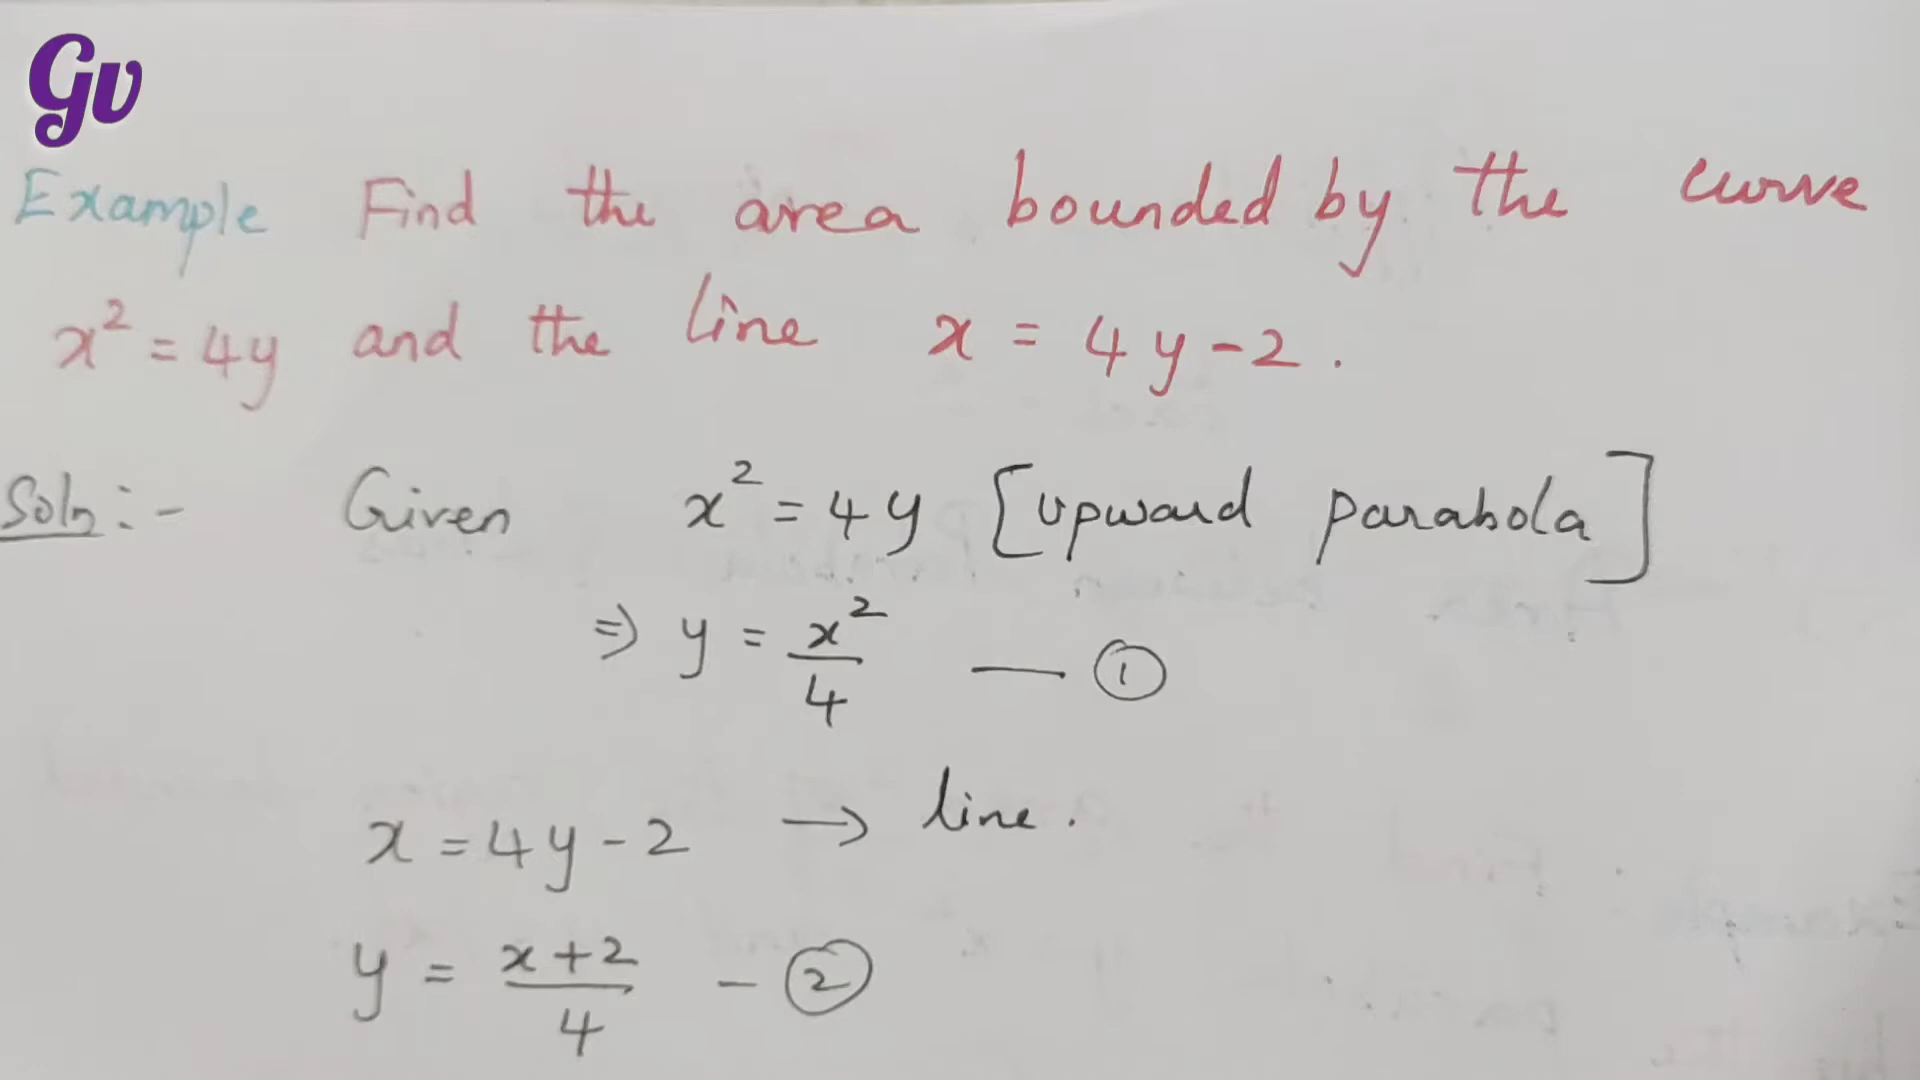 Gv
Example Find the area bounded by the curve
x² = 4y and the line x = 4y - 2.
Soln :- Given x² = 4y [upward parabola]
⇒ y = x²/4 — ①
x = 4y - 2 → line.
y = x+2/4 - ②